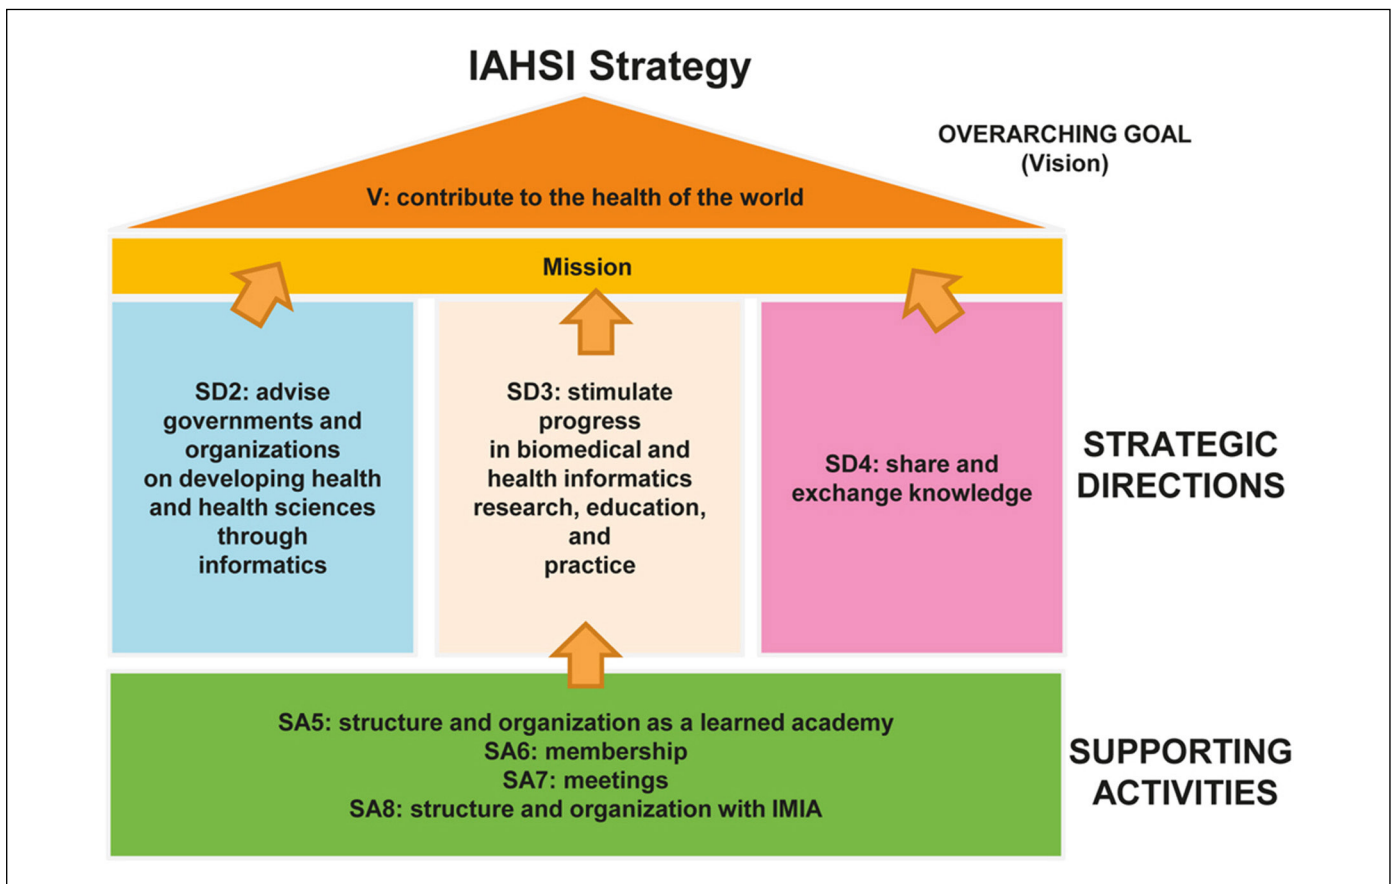 IAHSI Strategy
OVERARCHING GOAL
(Vision)
V: contribute to the health of the world
Mission
SD2: advise
governments and
organizations
on developing health
and health sciences
through
informatics
SD3: stimulate
progress
in biomedical and
health informatics
research, education,
and
practice
SD4: share and
exchange knowledge
STRATEGIC
DIRECTIONS
SA5: structure and organization as a learned academy
SA6: membership
SA7: meetings
SA8: structure and organization with IMIA
SUPPORTING
ACTIVITIES